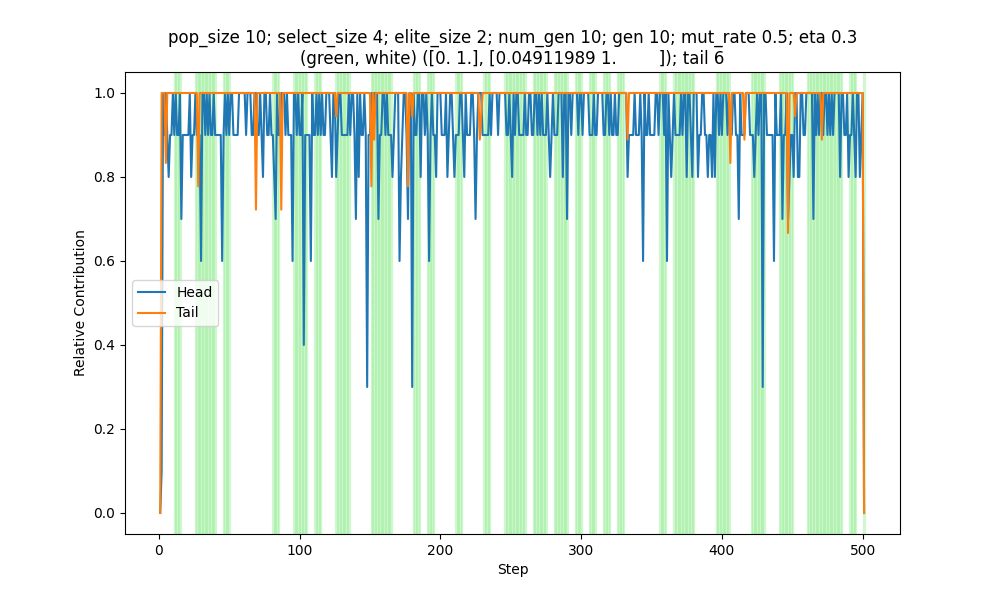 pop_size 10; select_size 4; elite_size 2; num_gen 10; gen 10; mut_rate 0.5; eta 0.3
(green, white) ([0. 1.], [0.04911989 1.        ]); tail 6
1.0
0.8
0.6
0.4
0.2
0.0
Relative Contribution
Head
Tail
0
100
200
300
400
500
Step